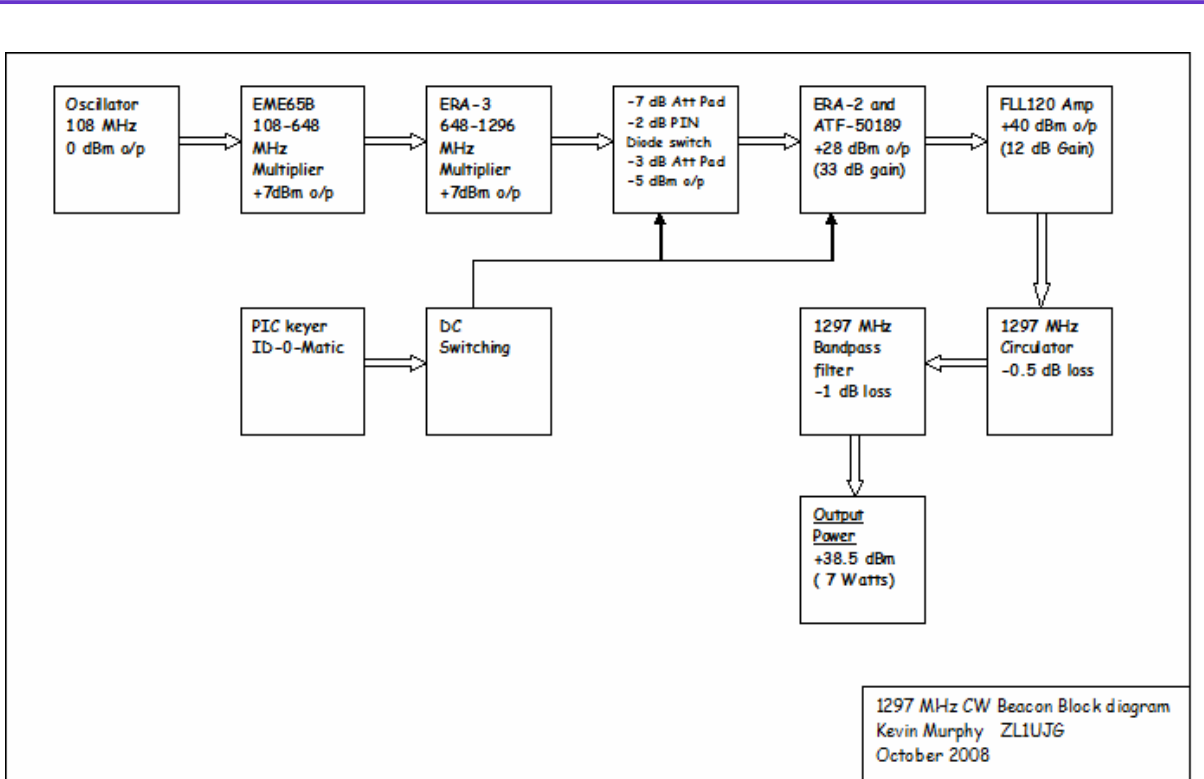 Oscillator
108 MHz
0 dBm o/p
EME65B
108-648
MHz
Multiplier
+7dBm o/p
ERA-3
648-1296
MHz
Multiplier
+7dBm o/p
-7 dB Att Pad
-2 dB PIN
Diode switch
-3 dB Att Pad
-5 dBm o/p
ERA-2 and
ATF-50189
+28 dBm o/p
(33 dB gain)
FLL120 Amp
+40 dBm o/p
(12 dB Gain)
PIC keyer
ID-0-Matic
DC
Switching
1297 MHz
Bandpass
filter
-1 dB loss
1297 MHz
Circulator
-0.5 dB loss
Output
Power
+38.5 dBm
( 7 Watts)
1297 MHz CW Beacon Block diagram
Kevin Murphy ZL1UJG
October 2008